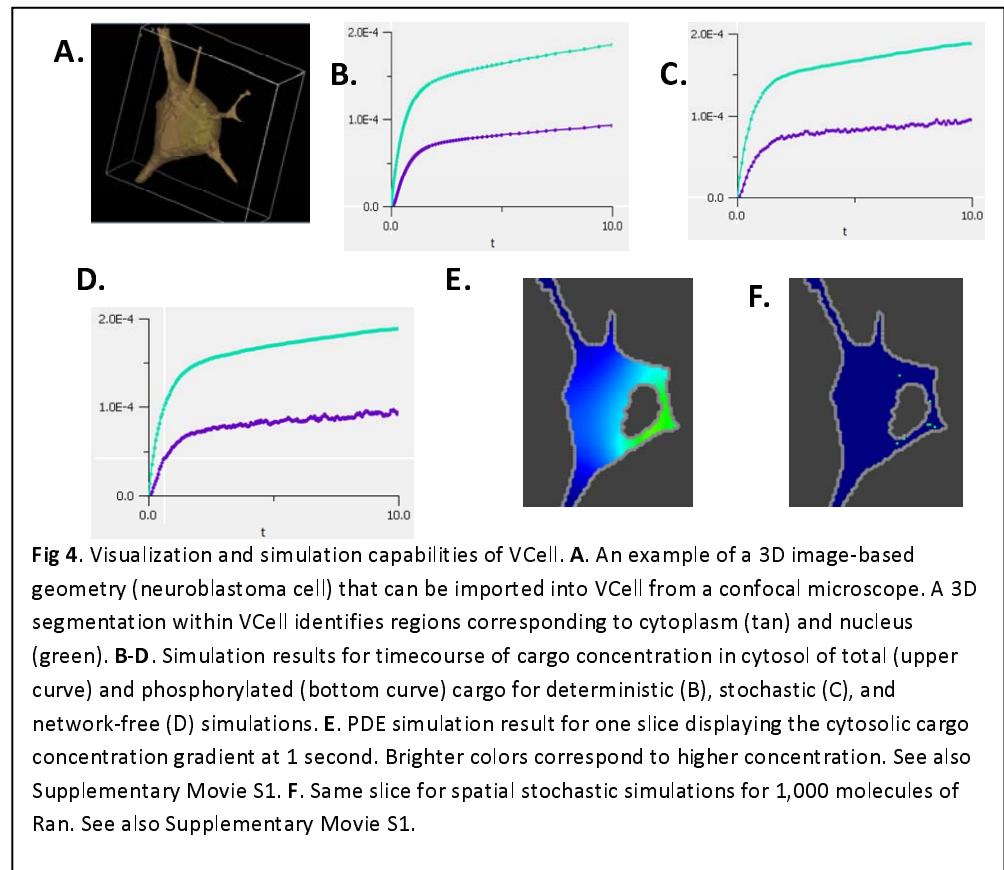 A.
B.
2.0E-4
1.0E-4
0.0
0.0
10.0
t
C.
2.0E-4
1.0E-4
0.0
0.0
10.0
t
D.
2.0E-4
1.0E-4
0.0
0.0
10.0
t
E.
F.
Fig 4. Visualization and simulation capabilities of VCell. A. An example of a 3D image-based
geometry (neuroblastoma cell) that can be imported into VCell from a confocal microscope. A 3D
segmentation within VCell identifies regions corresponding to cytoplasm (tan) and nucleus
(green). B-D. Simulation results for timecourse of cargo concentration in cytosol of total (upper
curve) and phosphorylated (bottom curve) cargo for deterministic (B), stochastic (C), and
network-free (D) simulations. E. PDE simulation result for one slice displaying the cytosolic cargo
concentration gradient at 1 second. Brighter colors correspond to higher concentration. See also
Supplementary Movie S1. F. Same slice for spatial stochastic simulations for 1,000 molecules of
Ran. See also Supplementary Movie S1.